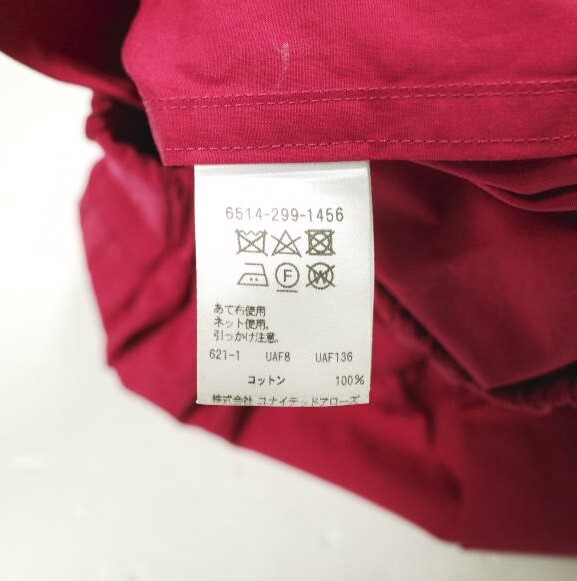 6514-299-1456
F W
あて布使用
ネット使用。
引っかけ注意。
621-1 UAF8 UAF136
コットン 100%
株式会社 ユナイテッドアローズ